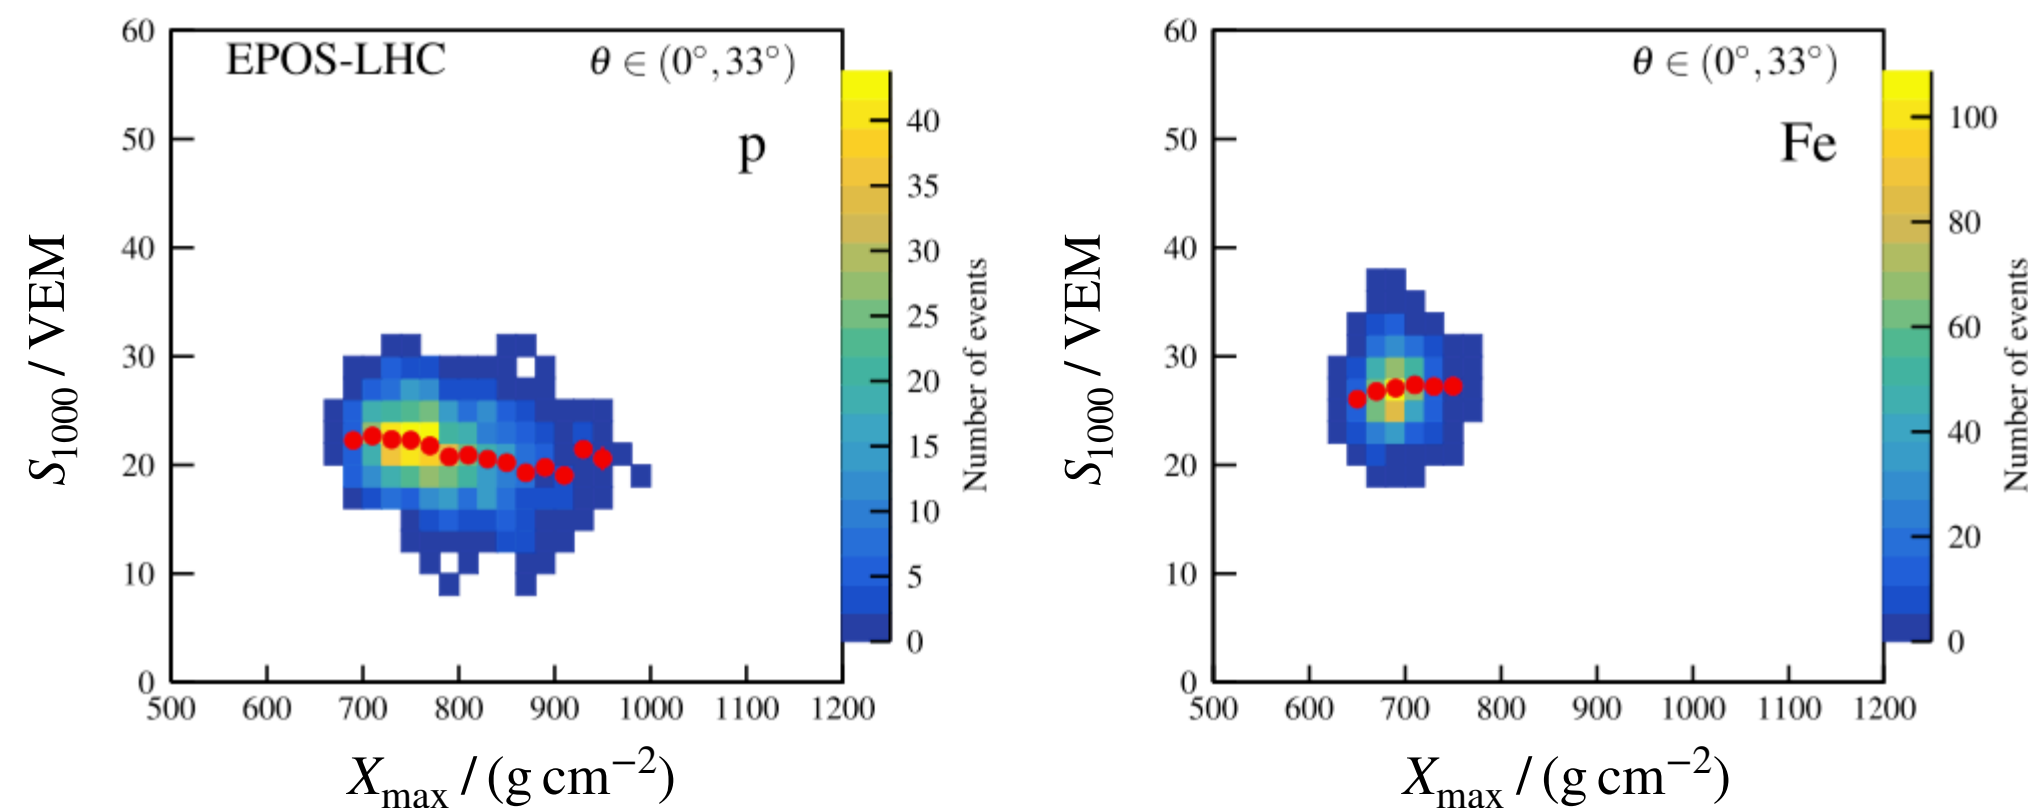 EPOS-LHC
θ ∈ (0°, 33°)
p
60
50
40
30
20
10
0
500 600 700 800 900 1000 1100 1200
S1000 / VEM
Xmax / (g cm−2)
40
35
30
25
20
15
10
5
0
Number of events
θ ∈ (0°, 33°)
Fe
60
50
40
30
20
10
0
500 600 700 800 900 1000 1100 1200
S1000 / VEM
Xmax / (g cm−2)
100
80
60
40
20
0
Number of events